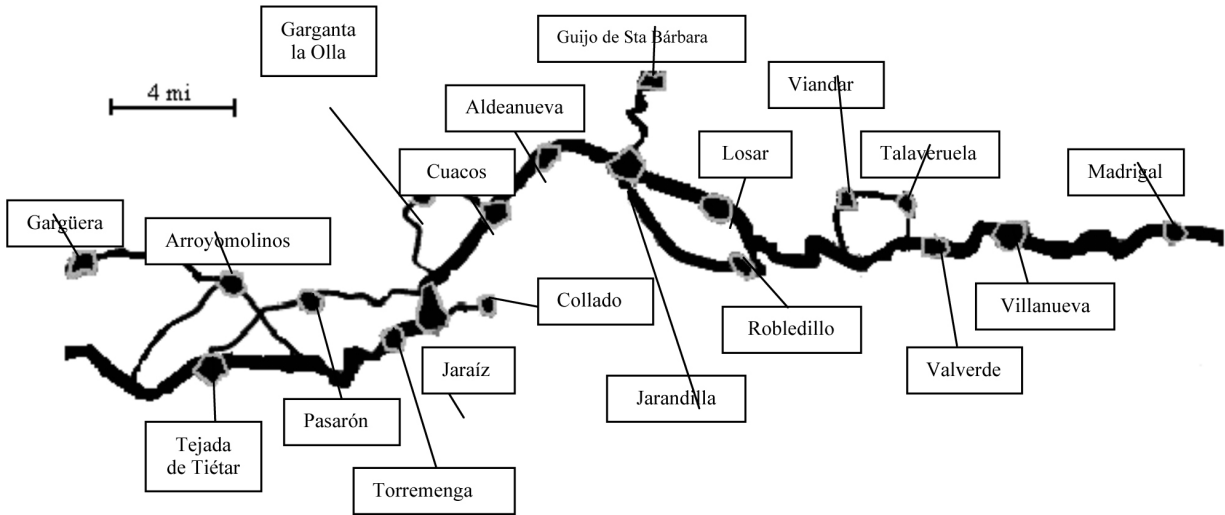 Garganta
la Olla
Guijo de Sta Bárbara
4 mi
Viandar
Aldeanueva
Losar
Talaveruela
Cuacos
Madrigal
Gargüera
Arroyomolinos
Collado
Villanueva
Robledillo
Jaraíz
Valverde
Jarandilla
Pasarón
Tejada
de Tiétar
Torremenga